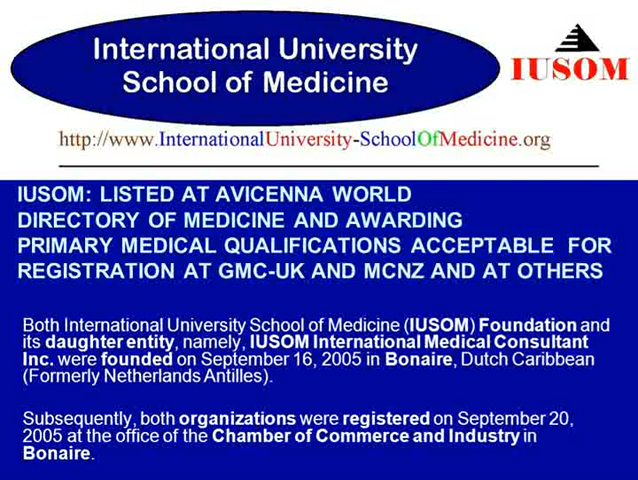 International University
School of Medicine
IUSOM
http://www.InternationalUniversity-SchoolOfMedicine.org
IUSOM: LISTED AT AVICENNA WORLD
DIRECTORY OF MEDICINE AND AWARDING
PRIMARY MEDICAL QUALIFICATIONS ACCEPTABLE FOR
REGISTRATION AT GMC-UK AND MCNZ AND AT OTHERS
Both International University School of Medicine (IUSOM) Foundation and
its daughter entity, namely, IUSOM International Medical Consultant
Inc. were founded on September 16, 2005 in Bonaire, Dutch Caribbean
(Formerly Netherlands Antilles).
Subsequently, both organizations were registered on September 20,
2005 at the office of the Chamber of Commerce and Industry in
Bonaire.